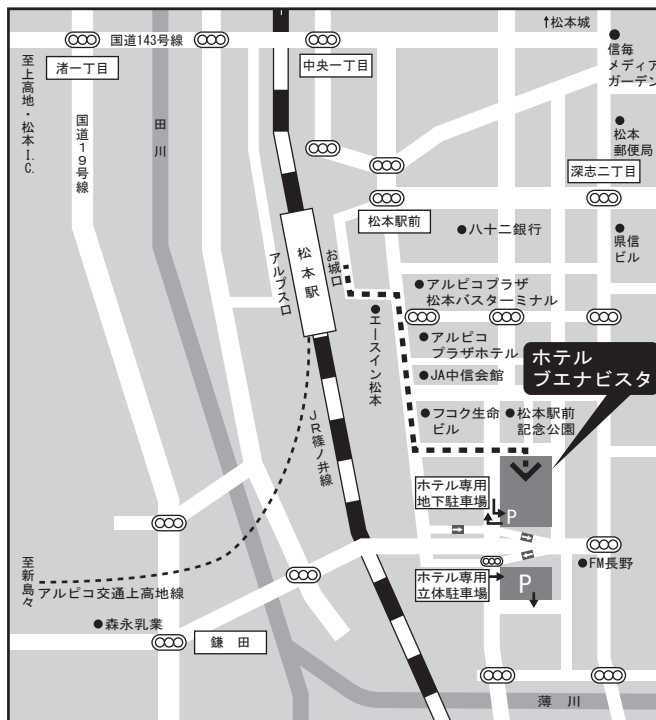 ↑松本城
国道143号線
信毎
メディア
ガーデン
渚一丁目
中央一丁目
至上高地・松本I.C.
国道19号線
田川
松本
郵便局
深志二丁目
松本駅前
八十二銀行
県信
ビル
松本駅
お城口
アルプス口
アルピコプラザ
松本バスターミナル
エースイン松本
アルピコ
プラザホテル
JA中信会館
ホテル
ブエナビスタ
フコク生命
ビル
松本駅前
記念公園
JR篠ノ井線
ホテル専用
地下駐車場
P
至新島々
アルピコ交通上高地線
FM長野
ホテル専用
立体駐車場
P
森永乳業
鎌田
薄川